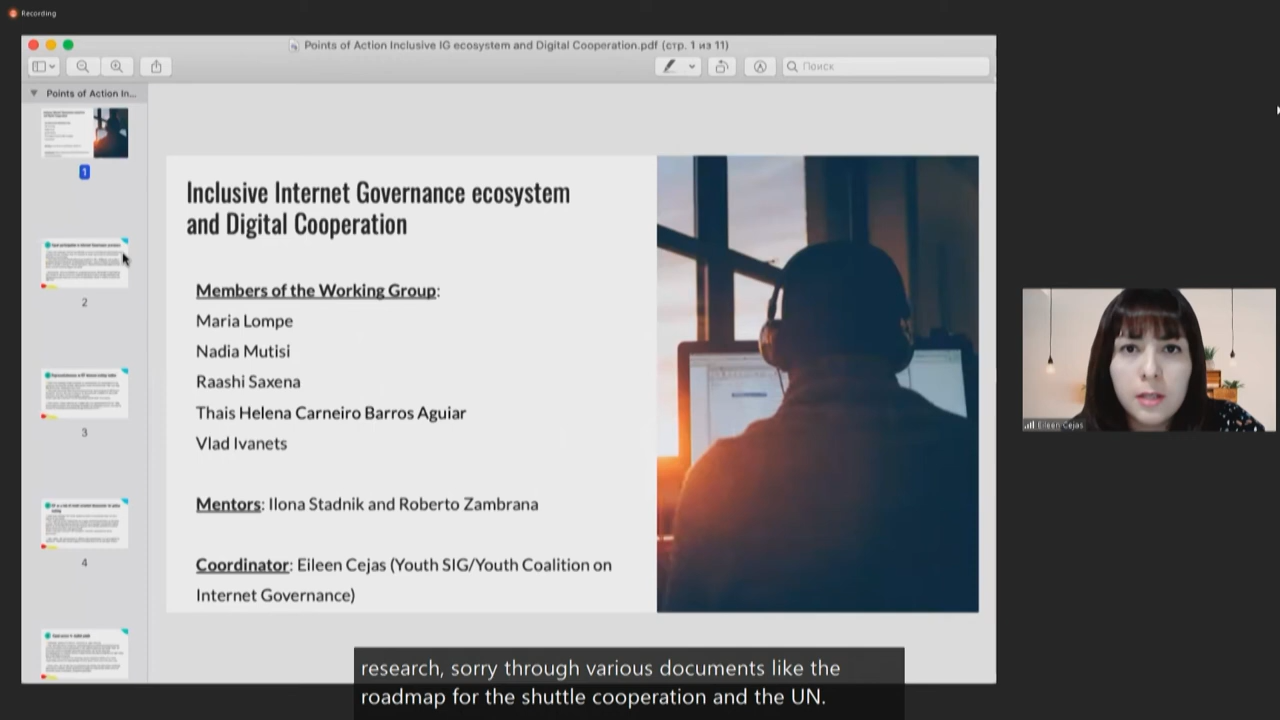 Recording
Points of Action Inclusive IG ecosystem and Digital Cooperation.pdf (стр. 1 из 11)
Поиск
Points of Action In...
1
2
3
4
Inclusive Internet Governance ecosystem
and Digital Cooperation
Members of the Working Group:
Maria Lompe
Nadia Mutisi
Raashi Saxena
Thais Helena Carneiro Barros Aguiar
Vlad Ivanets
Mentors: Ilona Stadnik and Roberto Zambrana
Coordinator: Eileen Cejas (Youth SIG/Youth Coalition on
Internet Governance)
Eileen Cejas
research, sorry through various documents like the
roadmap for the shuttle cooperation and the UN.